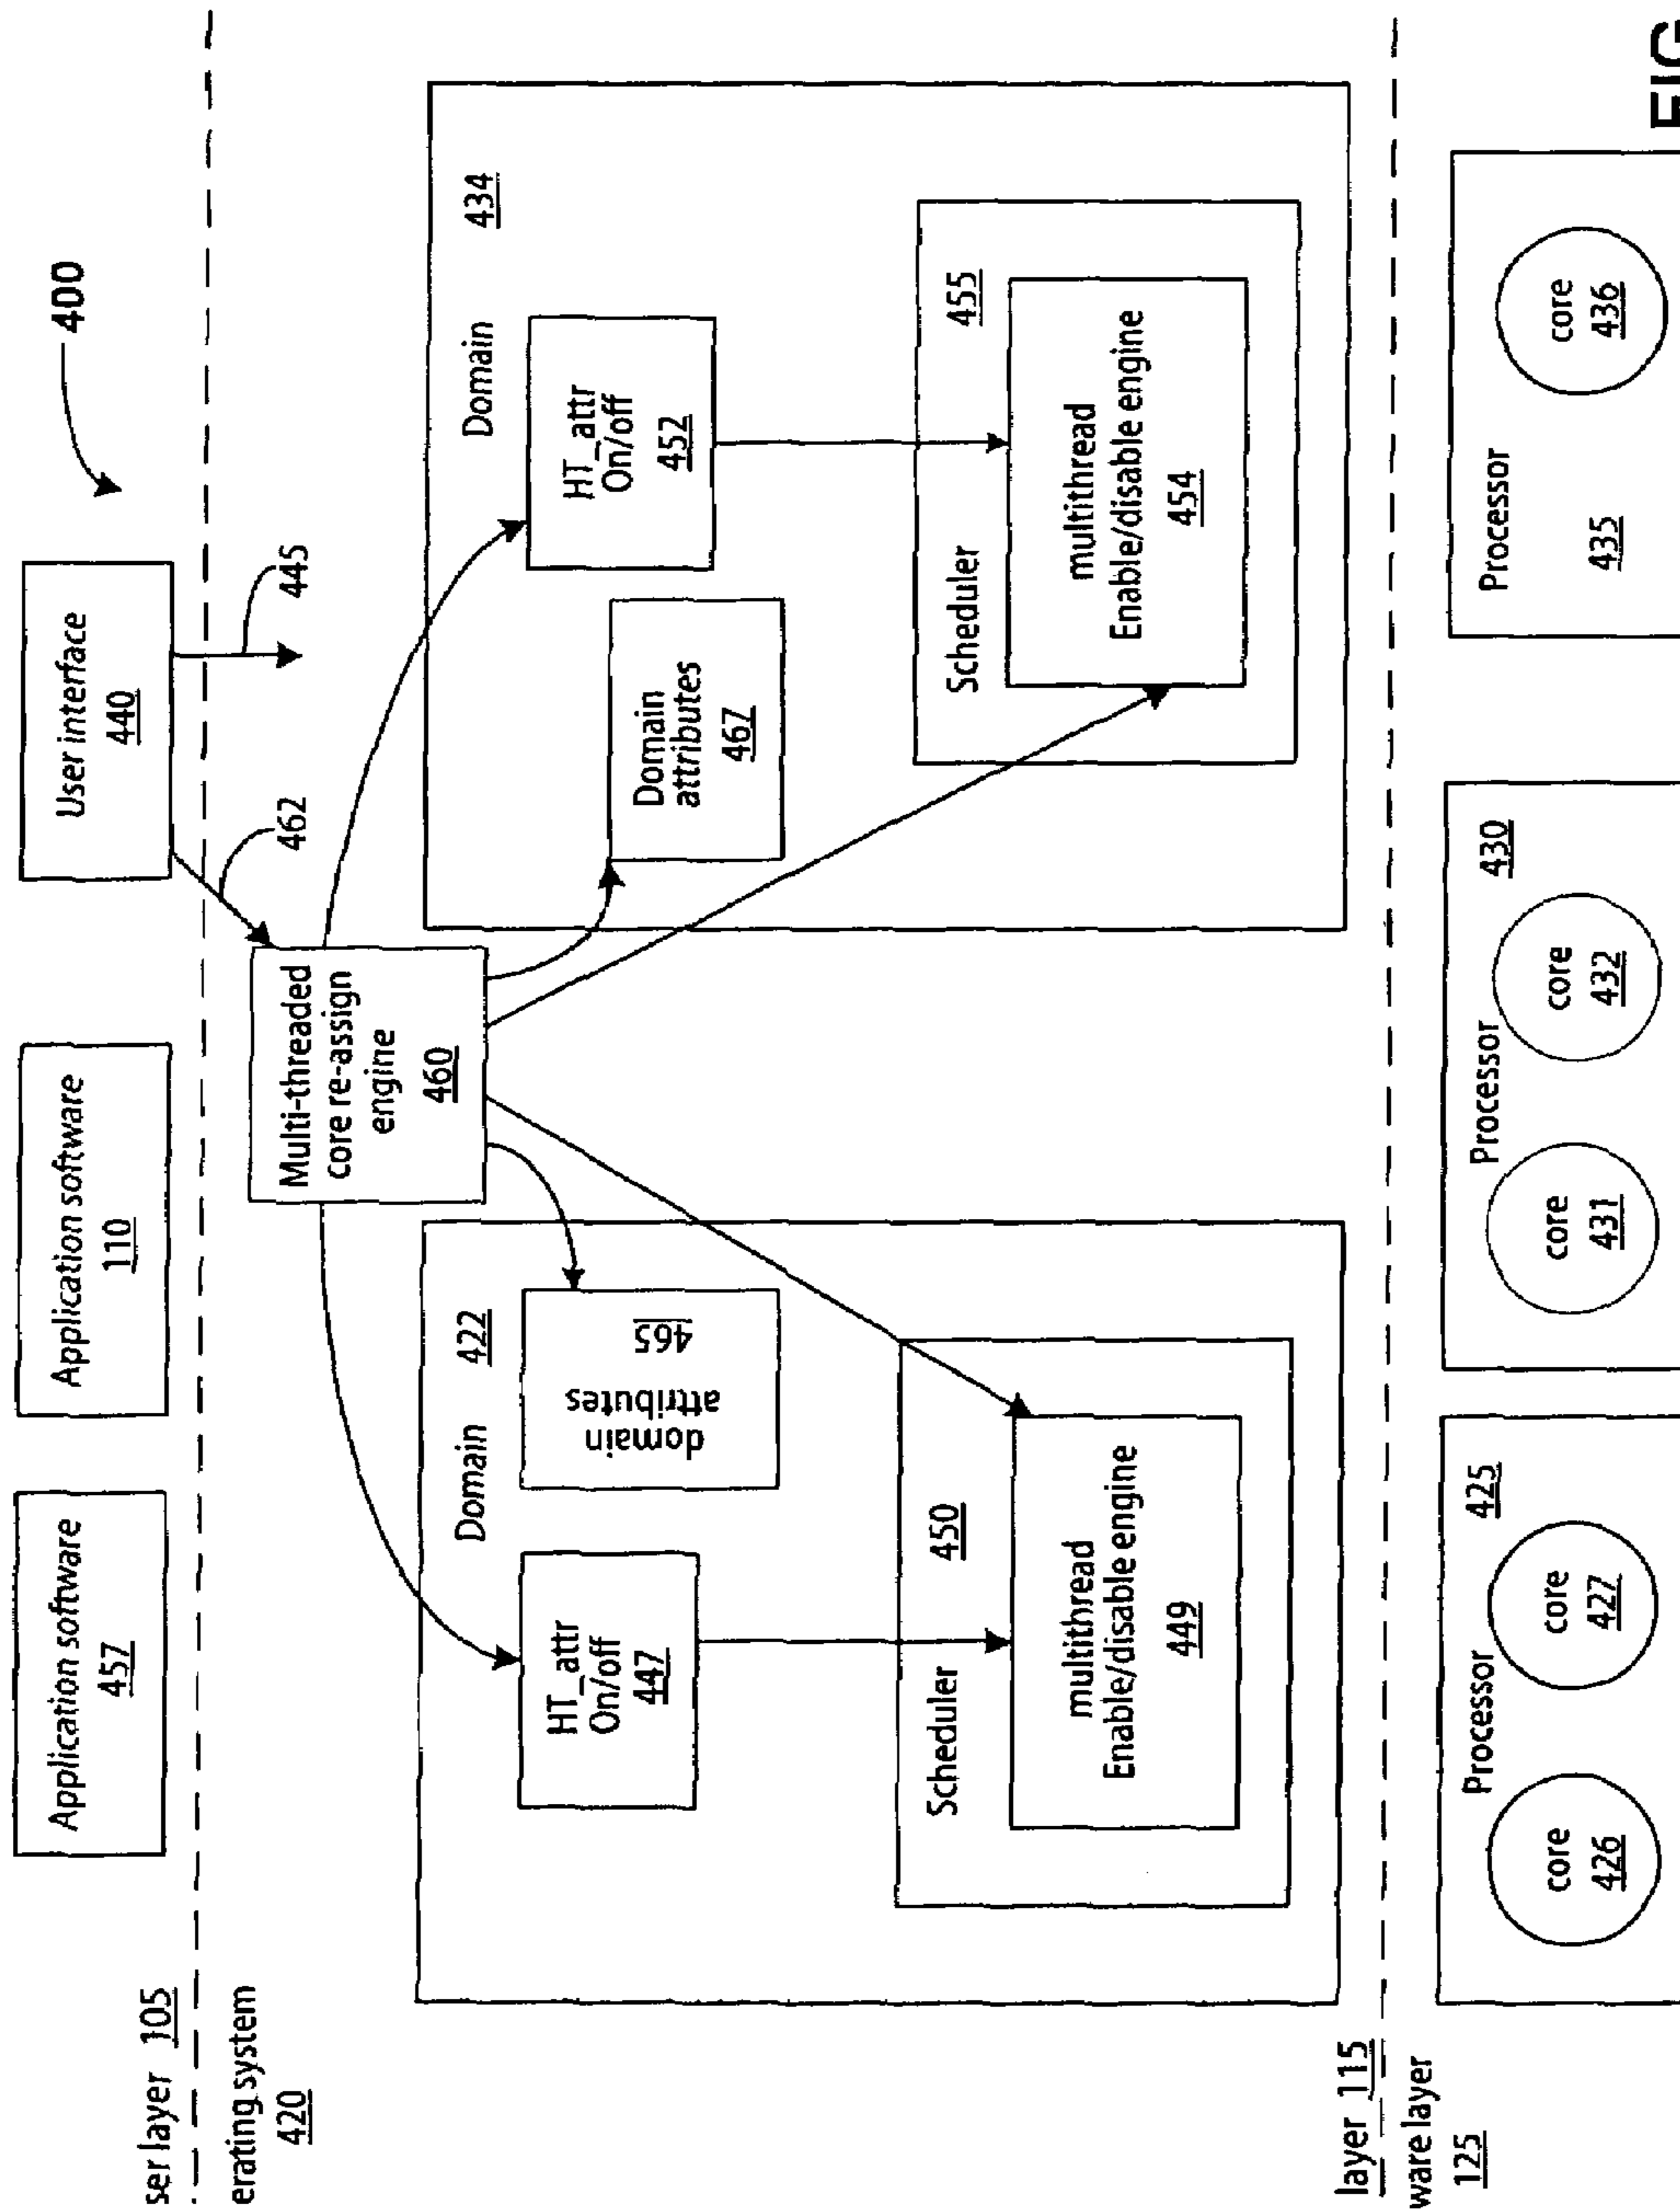 400
Application software
457
Application software
110
User interface
440
462
445
ser layer 105
erating system
420
Multi-threaded
core re-assign
engine
460
Domain
422
HT_attr
On/off
447
domain
attributes
465
Scheduler
450
multithread
Enable/disable engine
449
Domain
434
HT_attr
On/off
452
Domain
attributes
467
Scheduler
455
multithread
Enable/disable engine
454
layer 115
ware layer
125
Processor
425
core
426
core
427
Processor
430
core
431
core
432
Processor
435
core
436
FIG